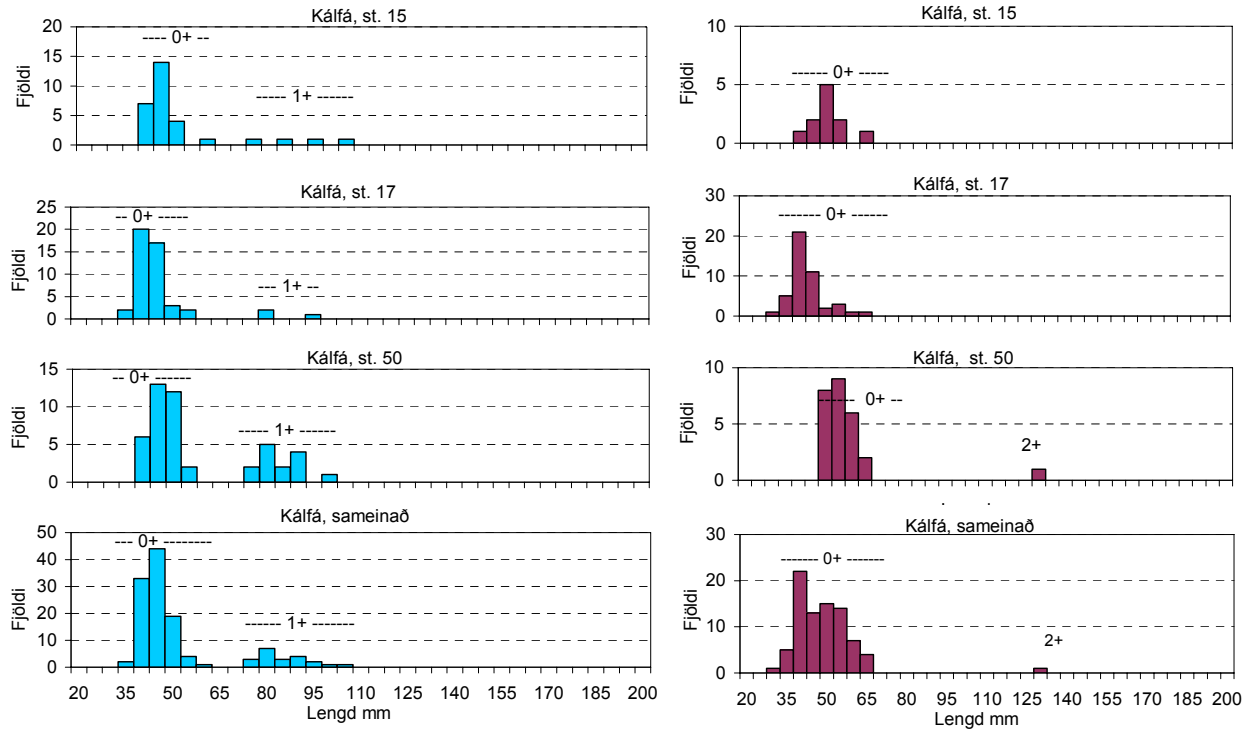 Kálfá, st. 15
20
15
10
5
0
Fjöldi
---- 0+ --
----- 1+ ------
Kálfá, st. 15
10
5
0
Fjöldi
------ 0+ -----
Kálfá, st. 17
25
20
15
10
5
0
Fjöldi
-- 0+ -----
--- 1+ --
Kálfá, st. 17
30
20
10
0
Fjöldi
------- 0+ ------
Kálfá, st. 50
15
10
5
0
Fjöldi
-- 0+ ------
----- 1+ ------
Kálfá, st. 50
10
5
0
Fjöldi
------ 0+ --
2+
Kálfá, sameinað
50
40
30
20
10
0
Fjöldi
--- 0+ --------
------ 1+ -------
20 35 50 65 80 95 110 125 140 155 170 185 200
Lengd mm
Kálfá, sameinað
30
20
10
0
Fjöldi
------- 0+ -------
2+
20 35 50 65 80 95 110 125 140 155 170 185 200
Lengd mm